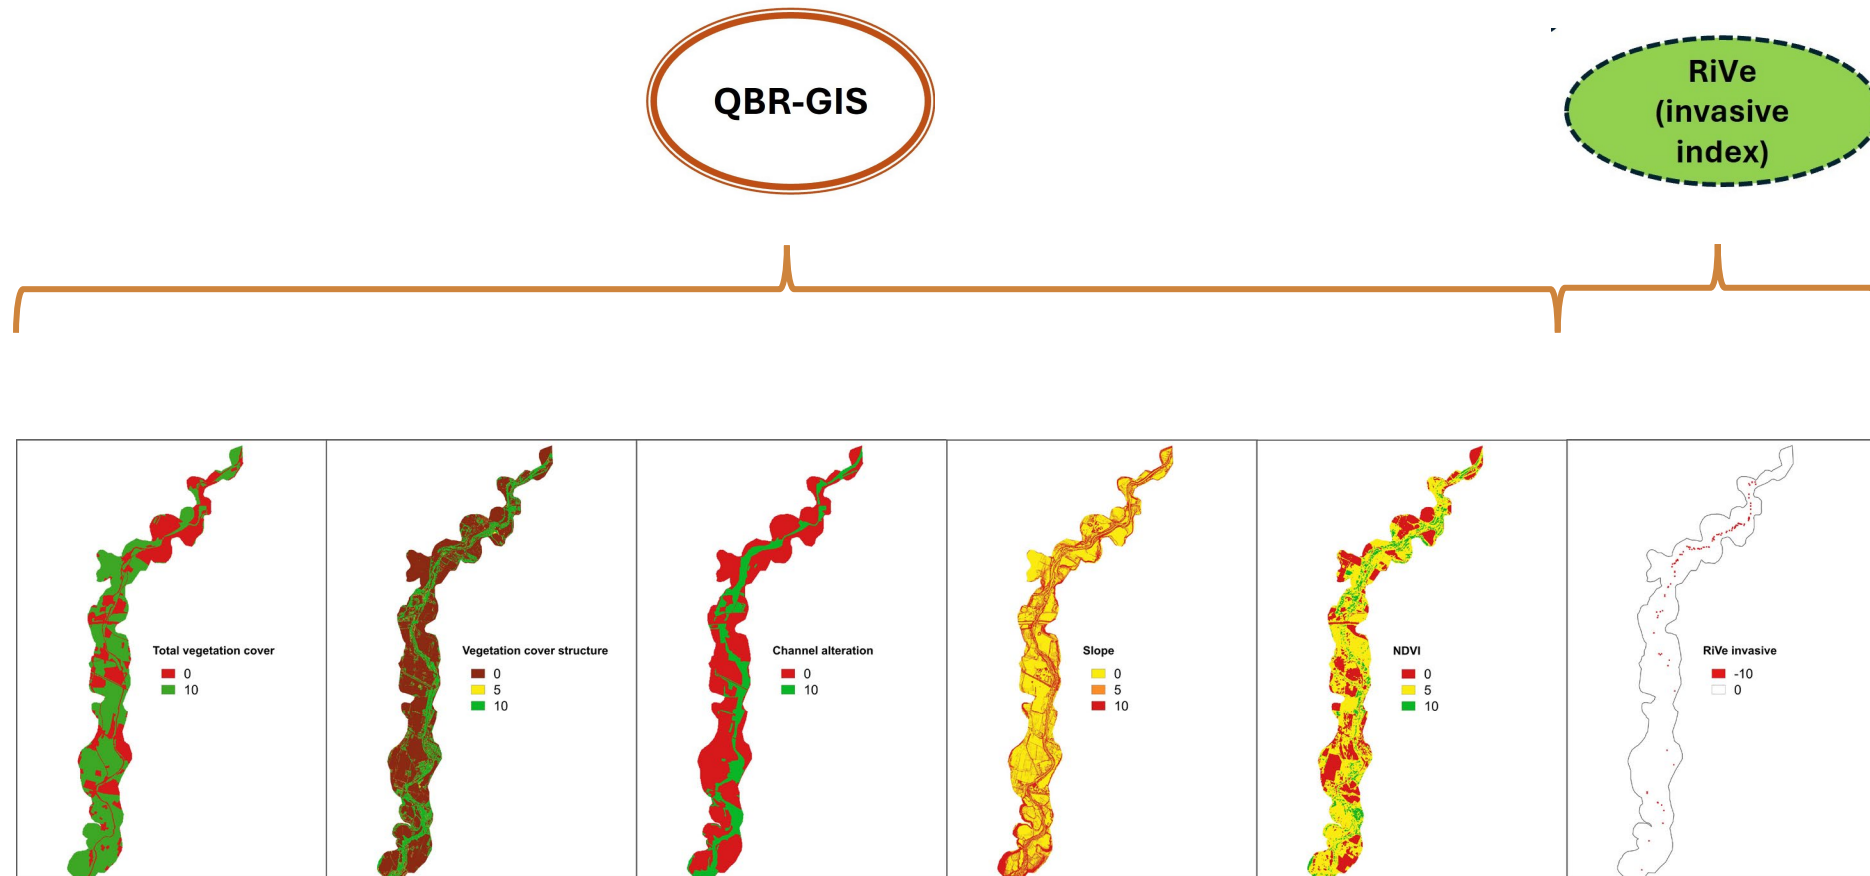 QBR-GIS
RiVe
(invasive
index)
Total vegetation cover
0
10
Vegetation cover structure
0
5
10
Channel alteration
0
10
Slope
0
5
10
NDVI
0
5
10
RiVe invasive
-10
0